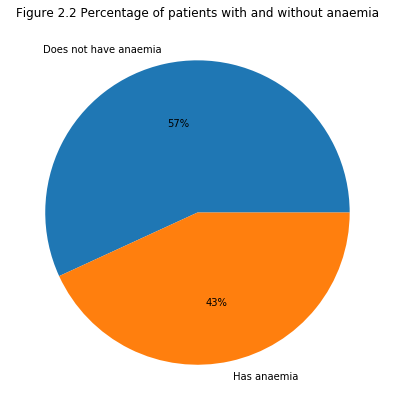 Figure 2.2 Percentage of patients with and without anaemia
Does not have anaemia
57%
43%
Has anaemia